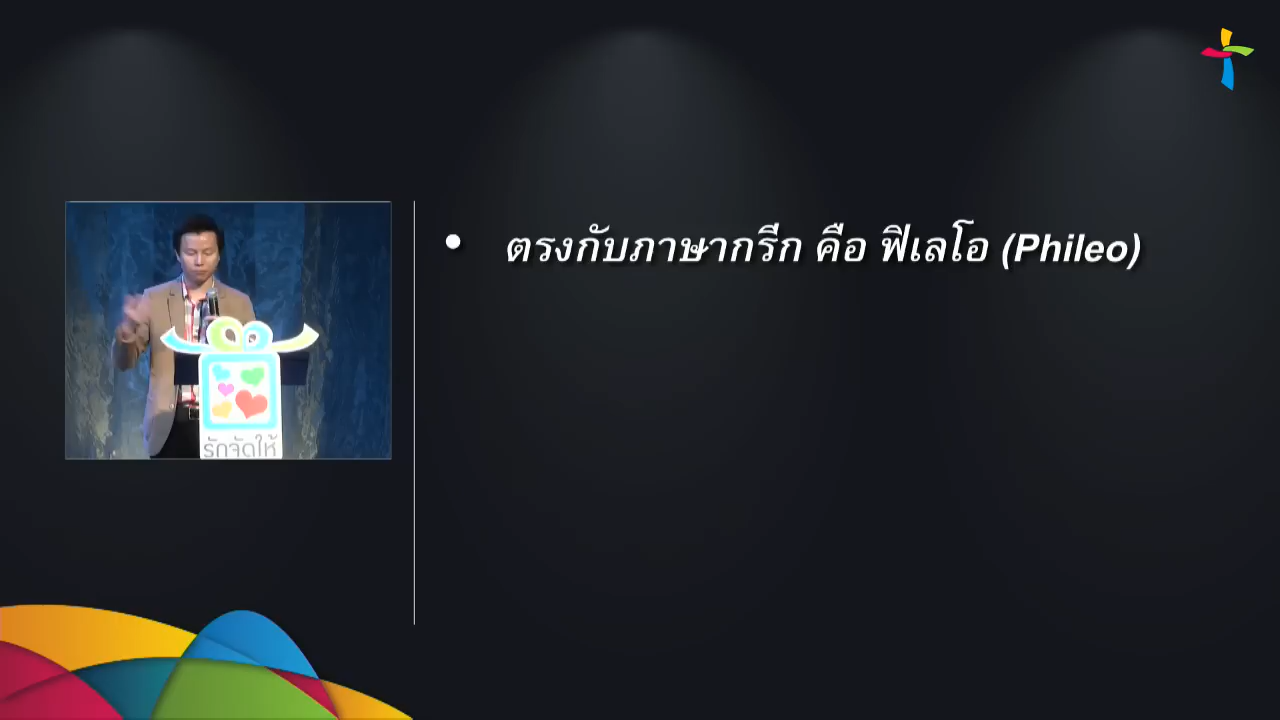 • ตรงกับภาษากรีก คือ ฟิเลโอ (Phileo)
รักจัดให้